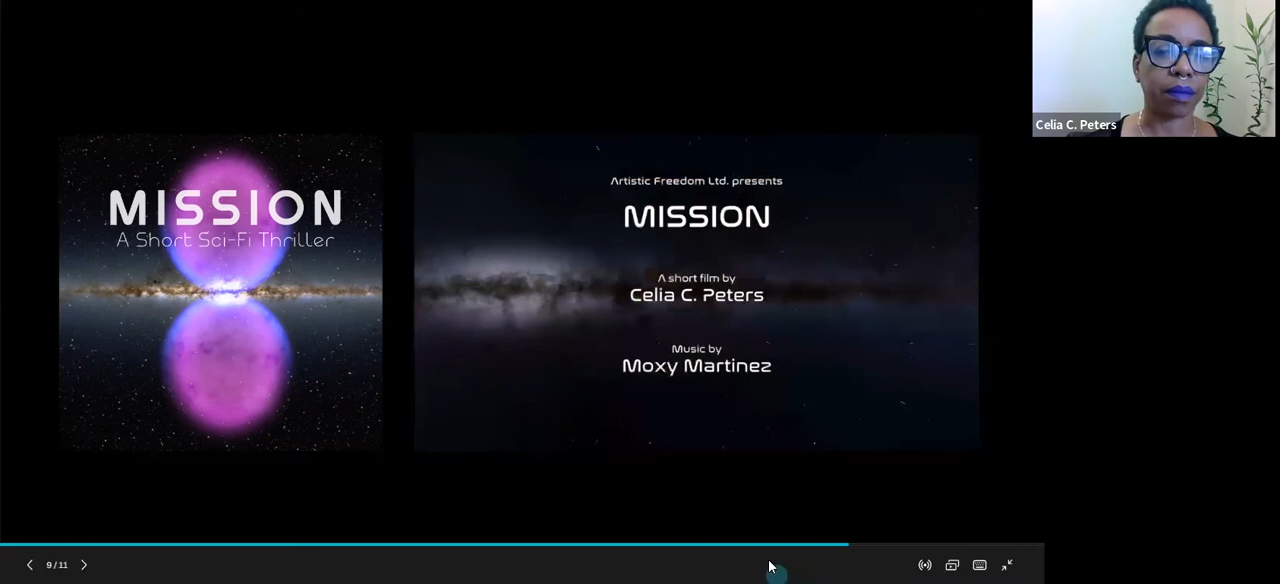 MISSION
A Short Sci-Fi Thriller
Artistic Freedom Ltd. presents
MISSION
A short film by
Celia C. Peters
Music by
Moxy Martinez
Celia C. Peters
9 / 11